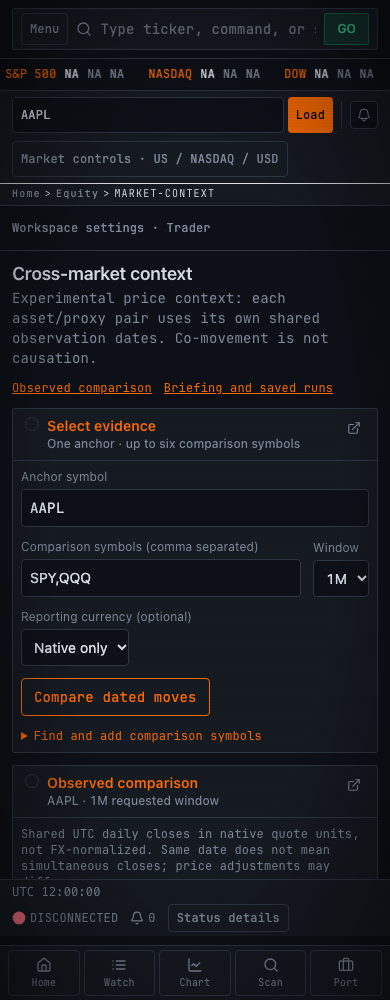 Menu
Type ticker, command, or
GO
S&P 500 NA NA NA NASDAQ NA NA NA DOW NA NA NA
AAPL
Load
Market controls · US / NASDAQ / USD
Home > Equity > MARKET-CONTEXT
Workspace settings · Trader
Cross-market context
Experimental price context: each
asset/proxy pair uses its own shared
observation dates. Co-movement is not
causation.
Observed comparison Briefing and saved runs
Select evidence
One anchor · up to six comparison symbols
Anchor symbol
AAPL
Comparison symbols (comma separated) Window
SPY,QQQ 1M
Reporting currency (optional)
Native only
Compare dated moves
▶ Find and add comparison symbols
Observed comparison
AAPL · 1M requested window
Shared UTC daily closes in native quote units,
not FX-normalized. Same date does not mean
simultaneous closes; price adjustments may
UTC 12:00:00
DISCONNECTED 0 Status details
Home Watch Chart Scan Port